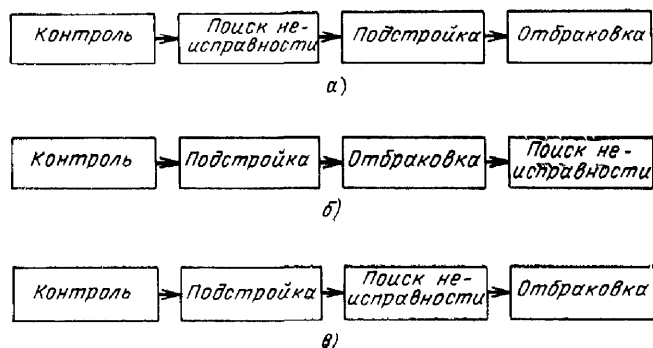 Контроль
Поиск не-
исправности
Подстройка
Отбраковка
а)
Контроль
Подстройка
Отбраковка
Поиск не-
исправности
б)
Контроль
Подстройка
Поиск не-
исправности
Отбраковка
в)